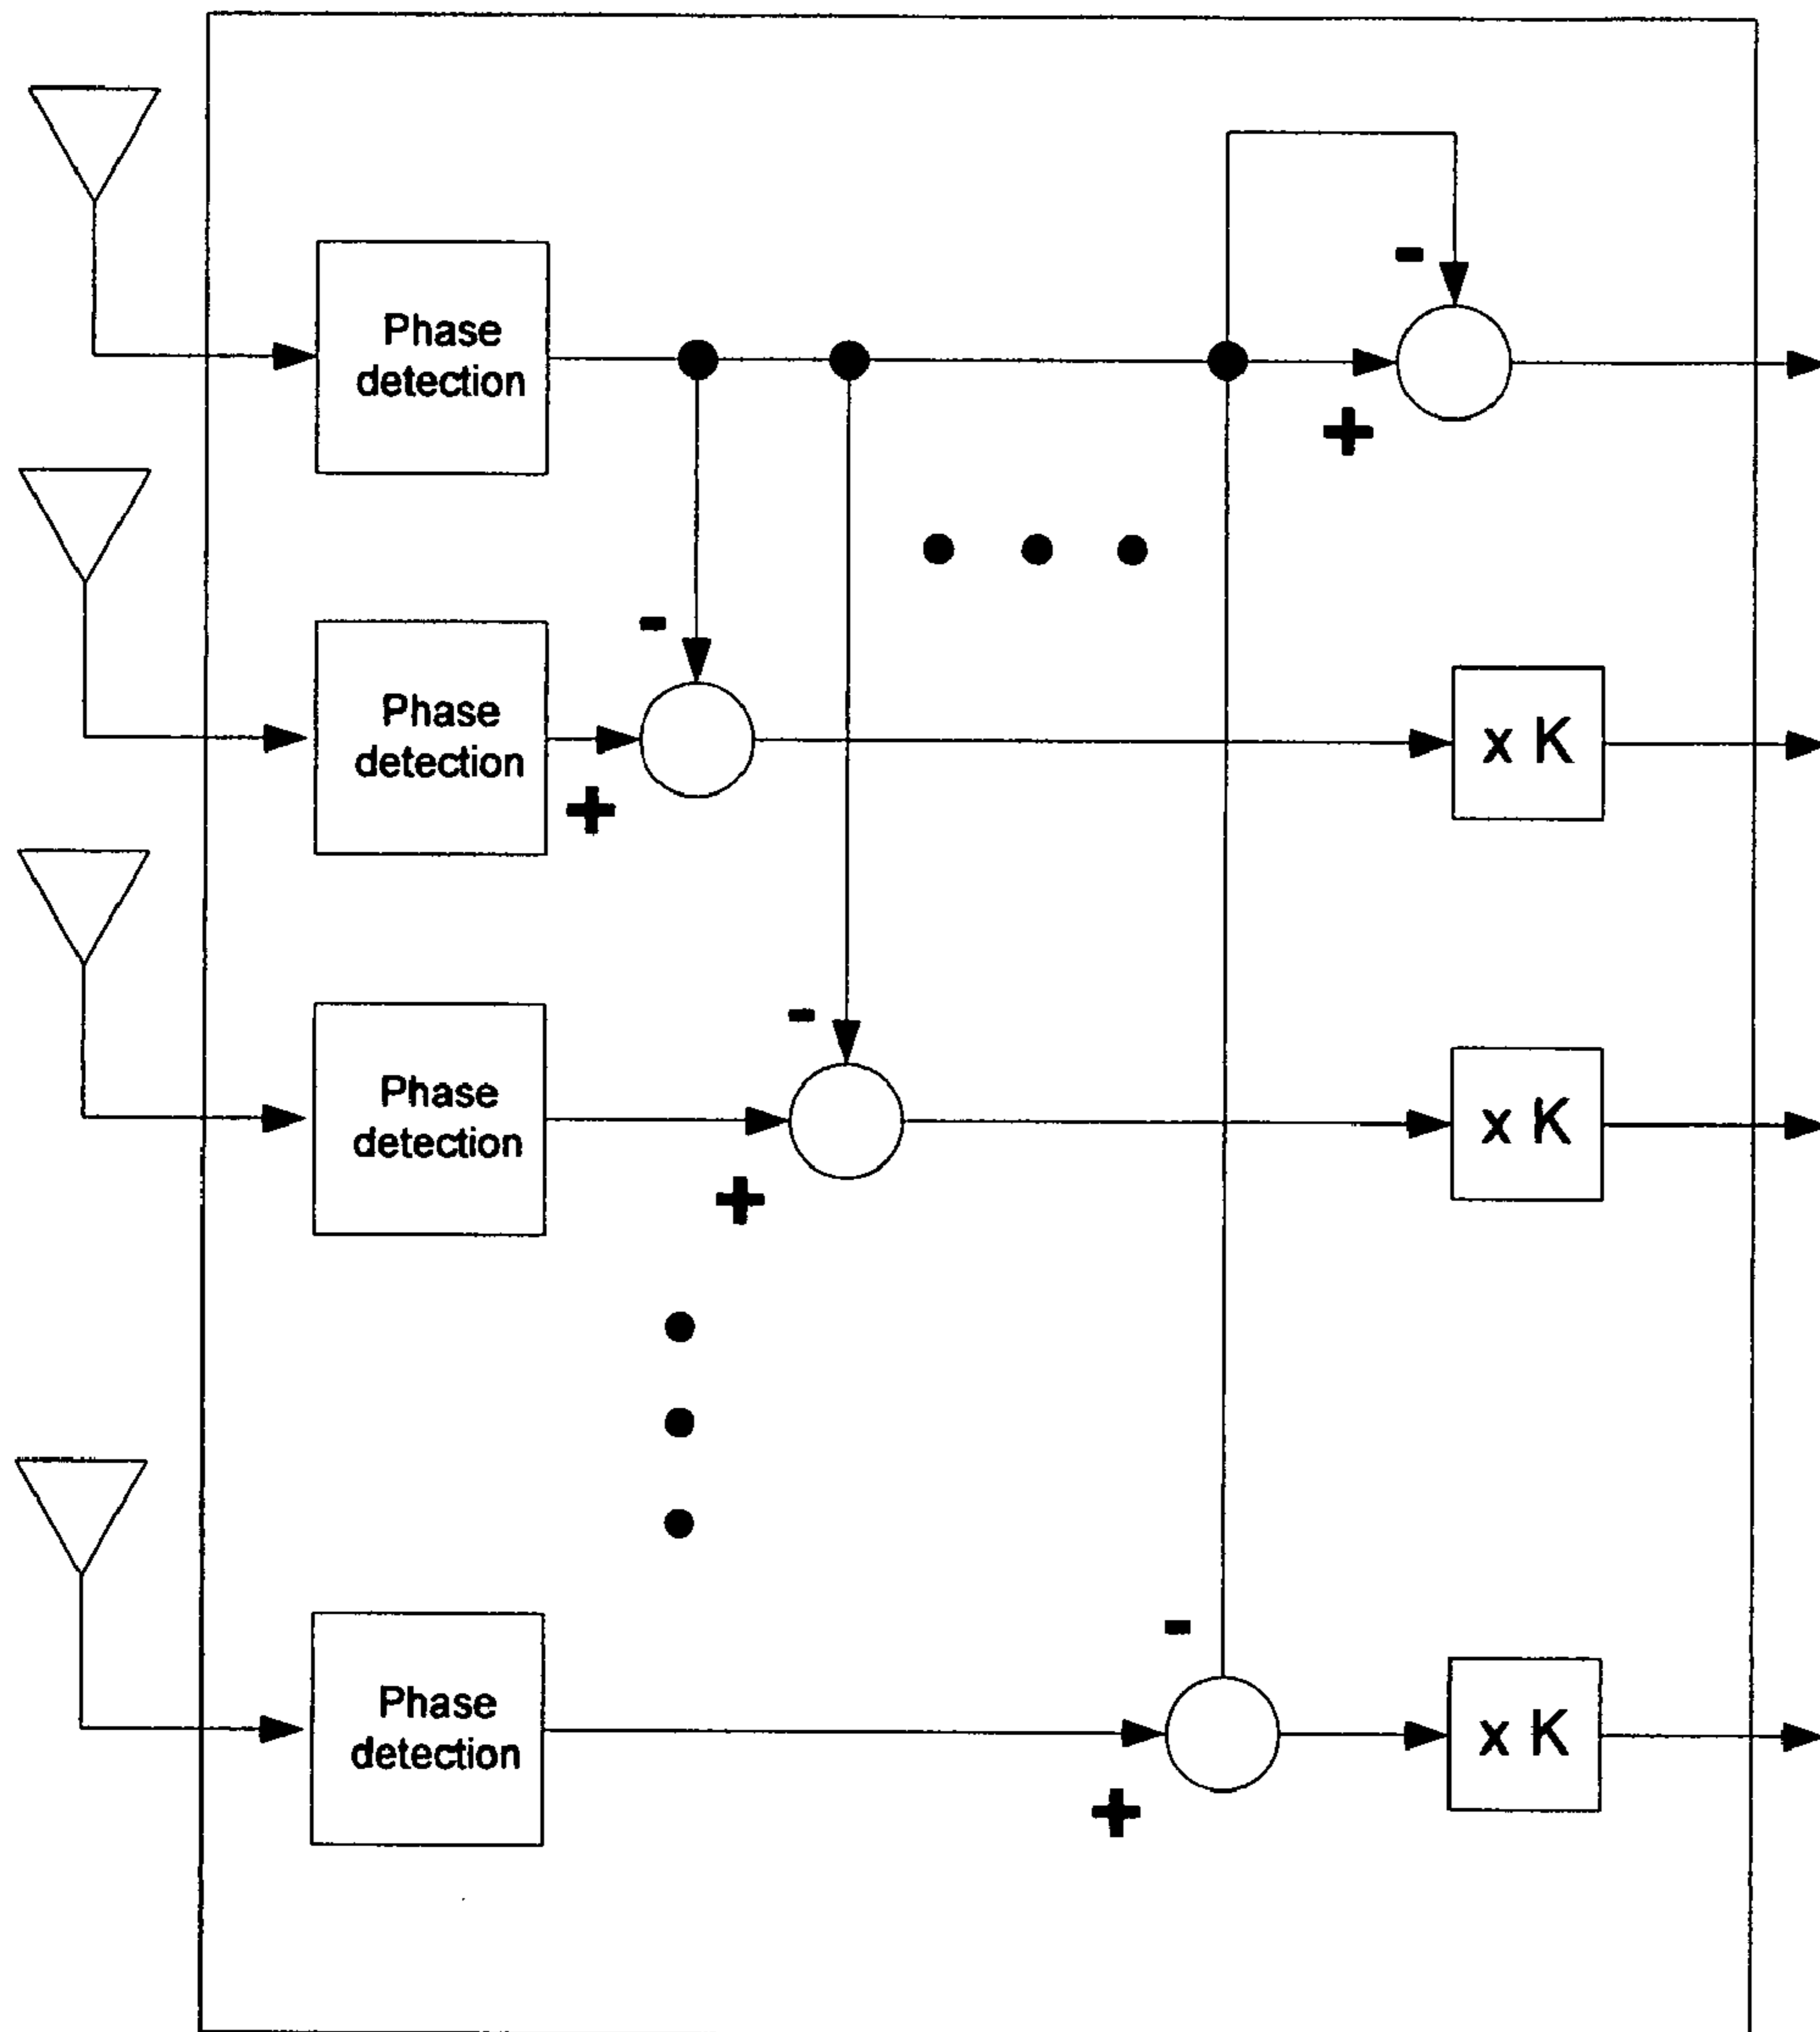 Phase
detection
-
+
Phase
detection
-
+
x K
Phase
detection
-
+
x K
Phase
detection
-
+
x K